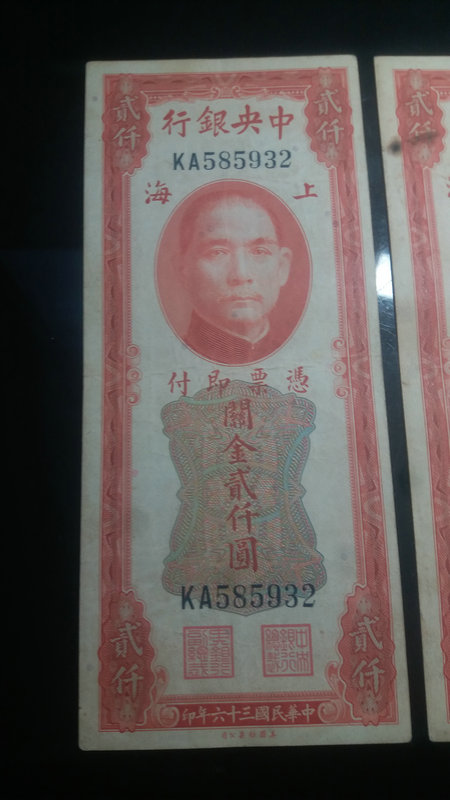 貳仟
貳仟
中央銀行
KA585932
上海
憑票即付
關金貳仟圓
KA585932
貳仟
貳仟
中華民國三十六年印